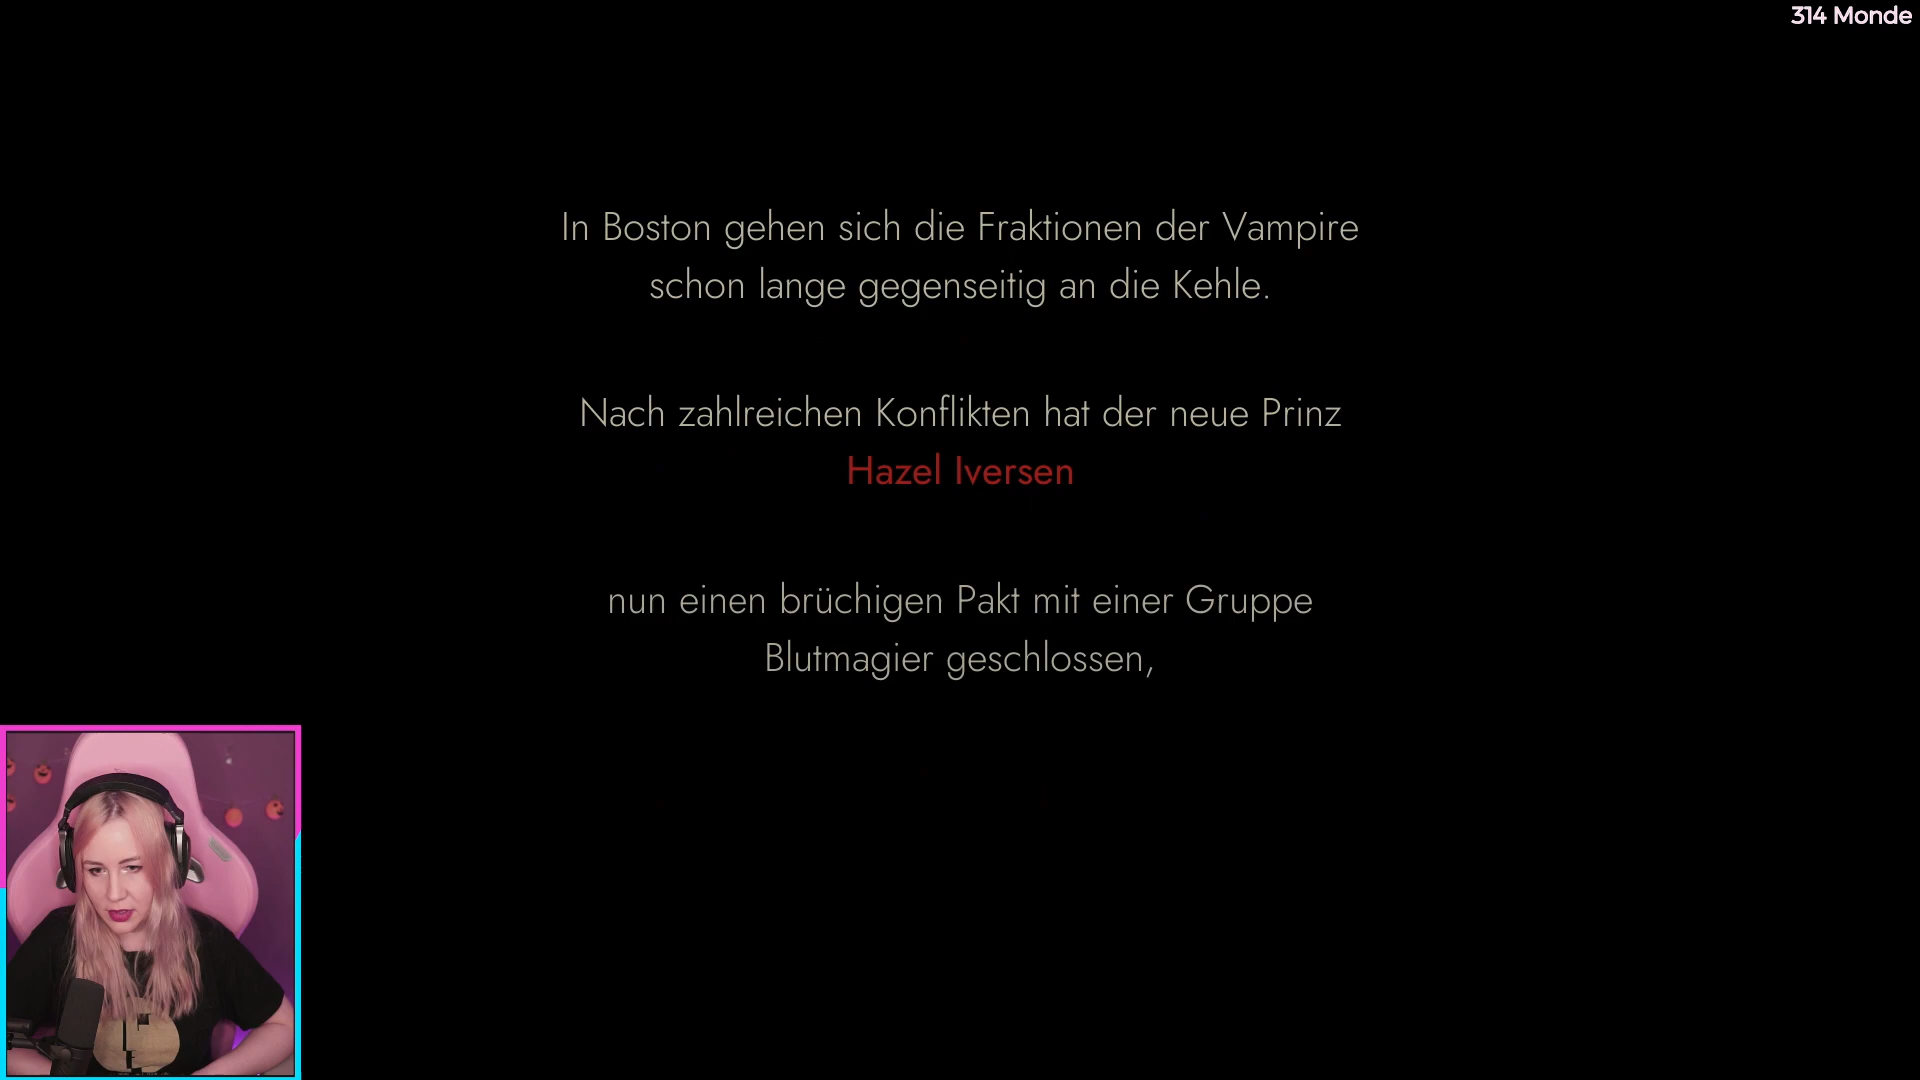 314 Monde
In Boston gehen sich die Fraktionen der Vampire
schon lange gegenseitig an die Kehle.
Nach zahlreichen Konflikten hat der neue Prinz
Hazel Iversen
nun einen brüchigen Pakt mit einer Gruppe
Blutmagier geschlossen,